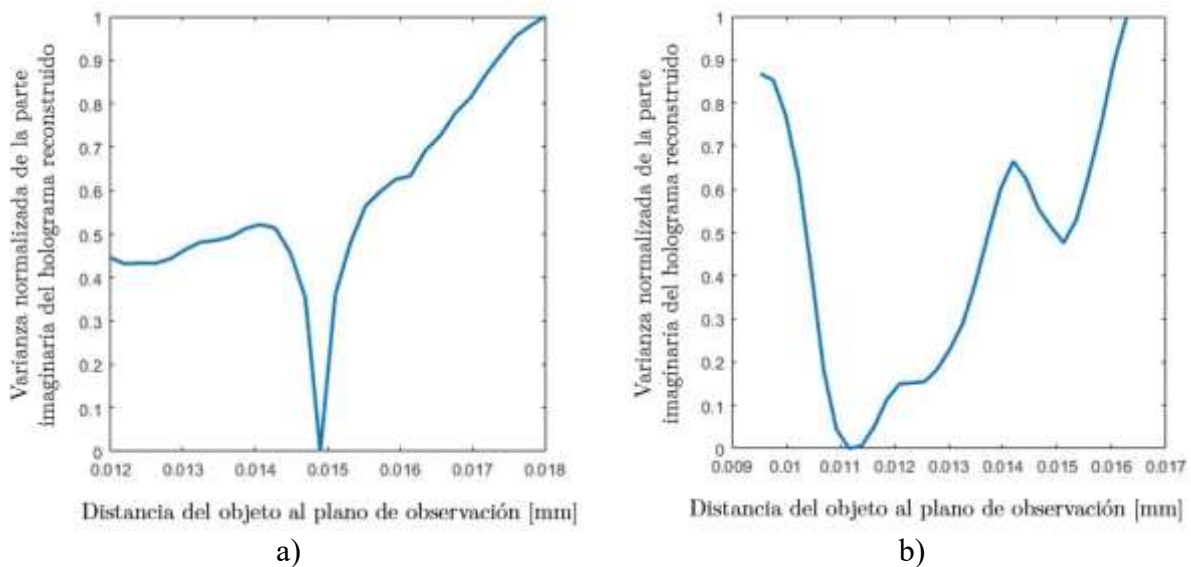 Varianza normalizada de la parte
imaginaria del holograma reconstruido
1
0.9
0.8
0.7
0.6
0.5
0.4
0.3
0.2
0.1
0
0.012 0.013 0.014 0.015 0.016 0.017 0.018
Distancia del objeto al plano de observación [mm]
a)
Varianza normalizada de la parte
imaginaria del holograma reconstruido
1
0.9
0.8
0.7
0.6
0.5
0.4
0.3
0.2
0.1
0
0.009 0.01 0.011 0.012 0.013 0.014 0.015 0.016 0.017
Distancia del objeto al plano de observación [mm]
b)